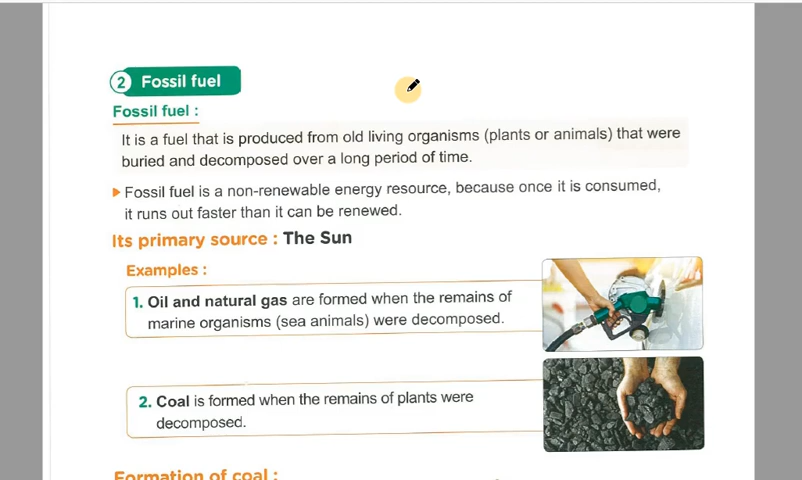 2 Fossil fuel
Fossil fuel :
It is a fuel that is produced from old living organisms (plants or animals) that were
buried and decomposed over a long period of time.
Fossil fuel is a non-renewable energy resource, because once it is consumed,
it runs out faster than it can be renewed.
Its primary source : The Sun
Examples :
1. Oil and natural gas are formed when the remains of
marine organisms (sea animals) were decomposed.
2. Coal is formed when the remains of plants were
decomposed.
Formation of coal :